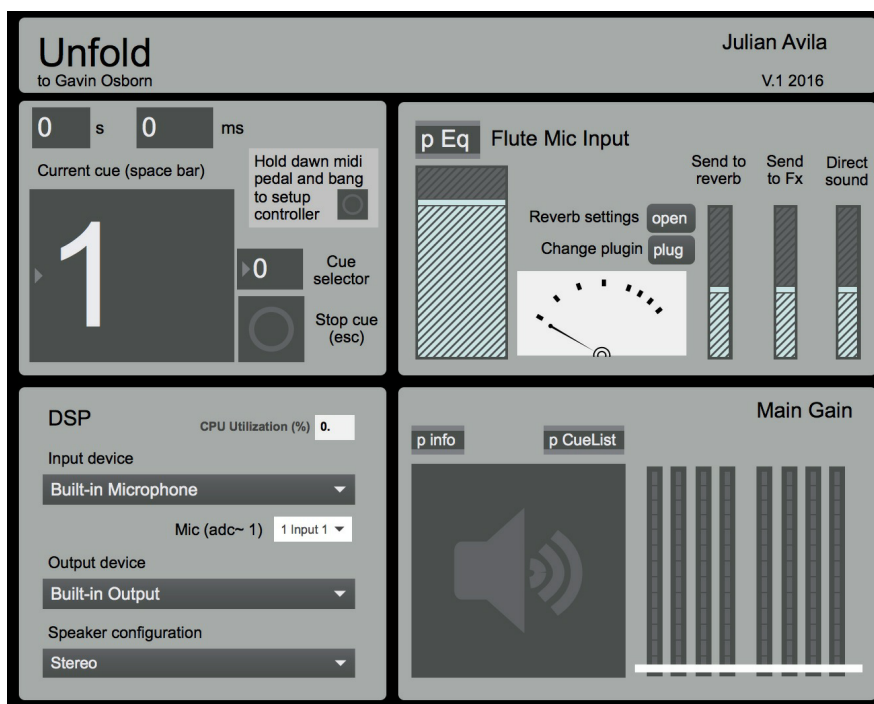 Unfold
to Gavin Osborn
Julian Avila
V.1 2016
0 s 0 ms
Current cue (space bar)
1
Hold dawn midi
pedal and bang
to setup
controller
0
Cue
selector
Stop cue
(esc)
p Eq Flute Mic Input
Send to
reverb
Send
to Fx
Direct
sound
Reverb settings open
Change plugin plug
DSP
CPU Utilization (%) 0.
Input device
Built-in Microphone
Mic (adc~ 1) 1 Input 1
Output device
Built-in Output
Speaker configuration
Stereo
Main Gain
p info p CueList